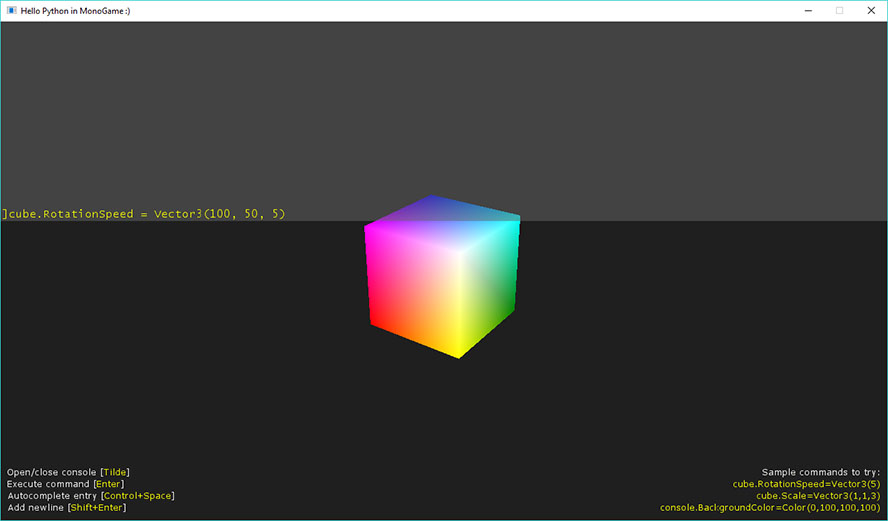 Hello Python in MonoGame :)
]cube.RotationSpeed = Vector3(100, 50, 5)
Open/close console [Tilde]
Execute command [Enter]
Autocomplete entry [Control+Space]
Add newline [Shift+Enter]
Sample commands to try:
cube.RotationSpeed=Vector3(5)
cube.Scale=Vector3(1,1,3)
console.BackgroundColor=Color(0,100,100,100)